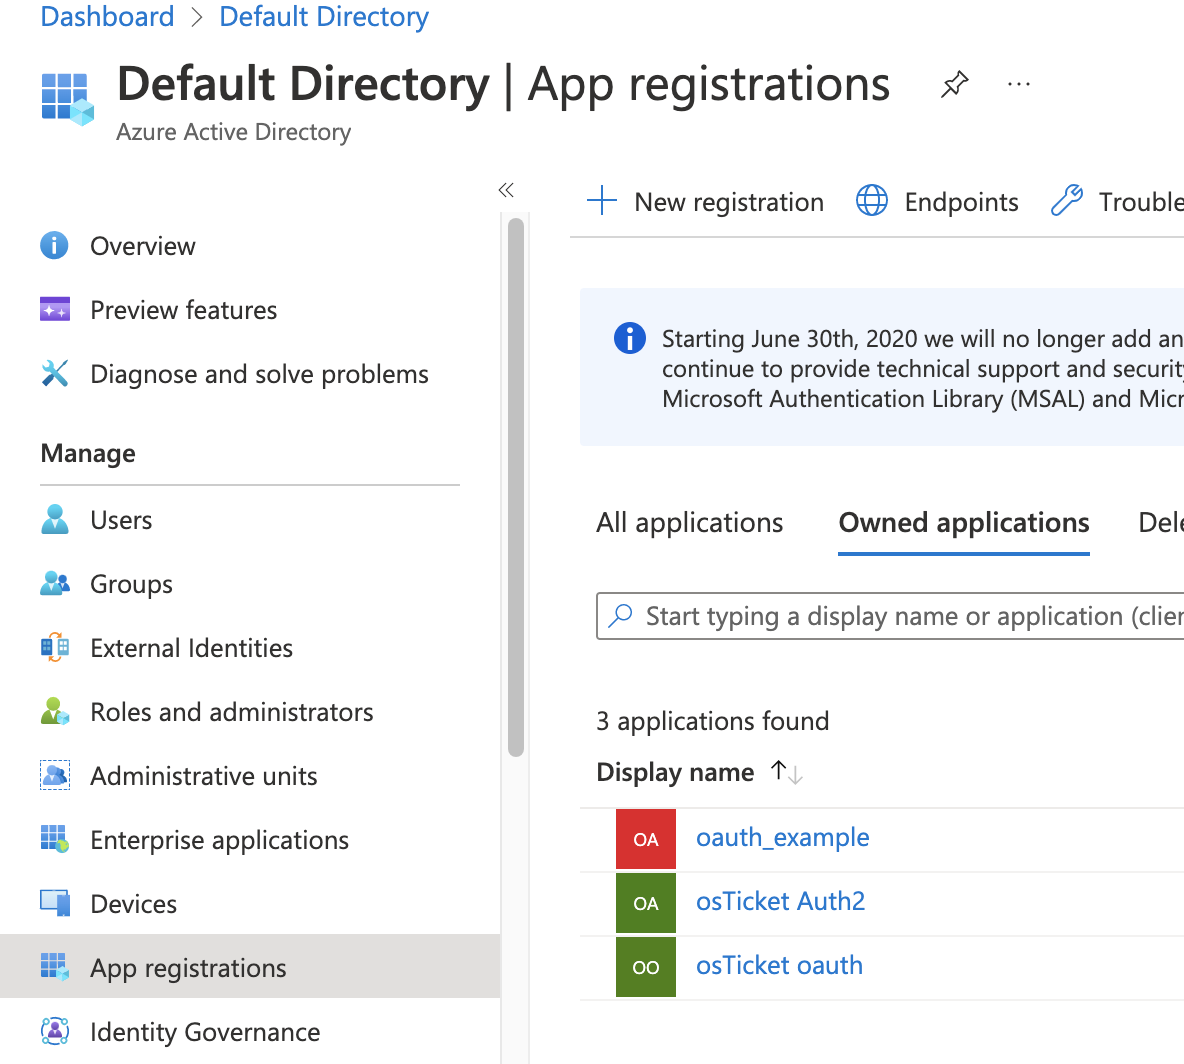 Dashboard > Default Directory
Default Directory | App registrations
Azure Active Directory
Overview
Preview features
Diagnose and solve problems
Manage
Users
Groups
External Identities
Roles and administrators
Administrative units
Enterprise applications
Devices
App registrations
Identity Governance
New registration Endpoints Trouble
Starting June 30th, 2020 we will no longer add an
continue to provide technical support and security
Microsoft Authentication Library (MSAL) and Micr
All applications Owned applications Dele
Start typing a display name or application (clien
3 applications found
Display name
OA oauth_example
OA osTicket Auth2
OO osTicket oauth